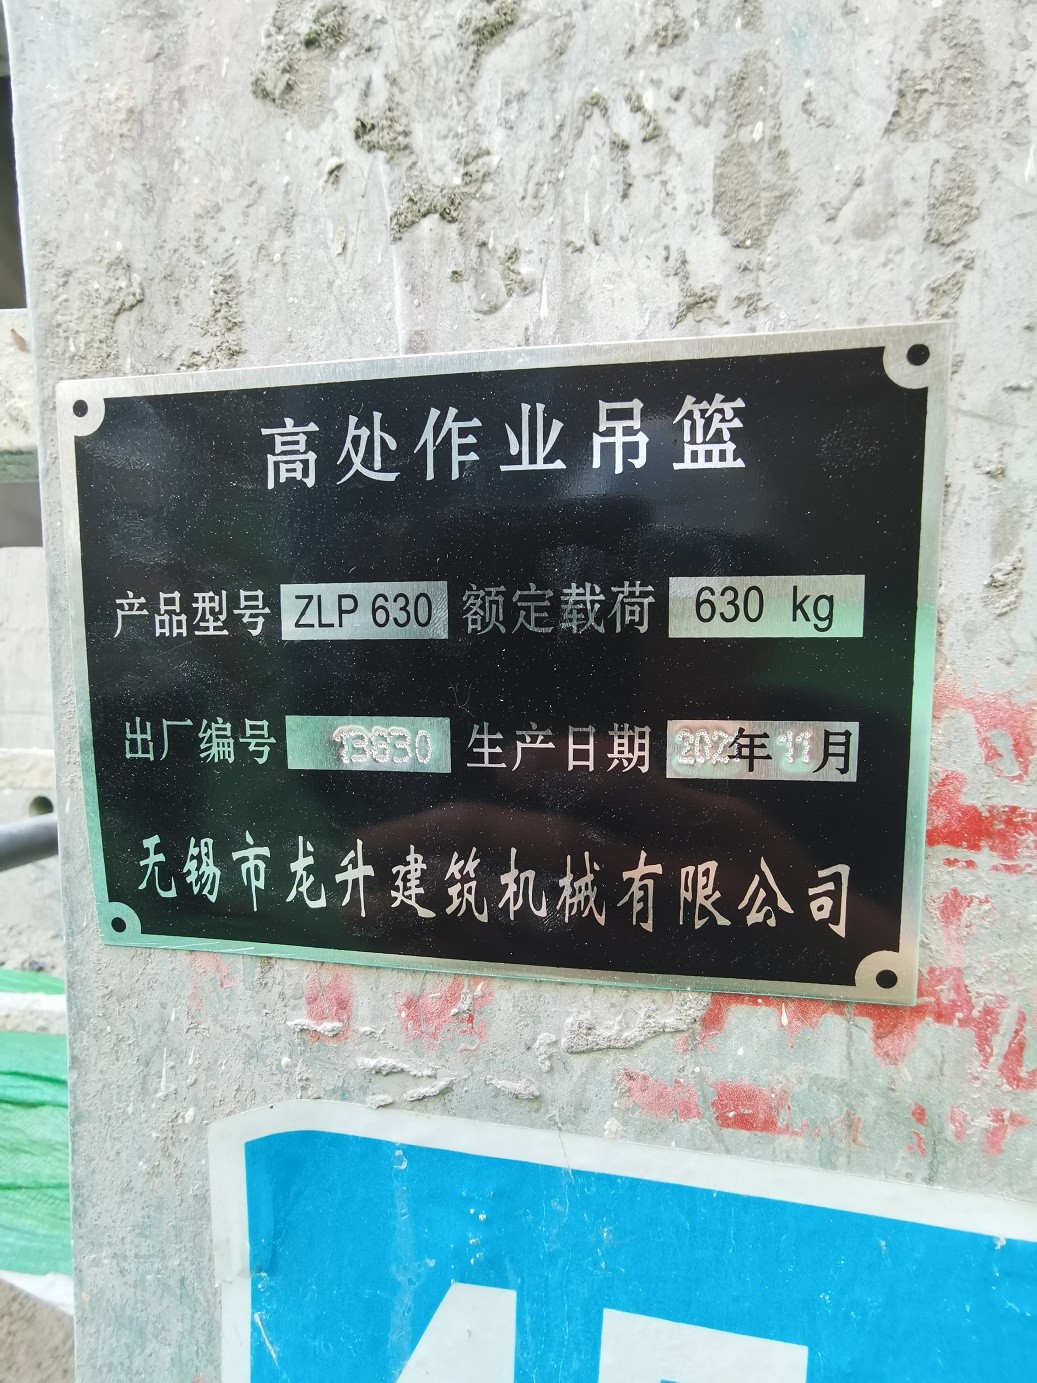 高处作业吊篮
产品型号 ZLP 630 额定载荷 630 kg
出厂编号 13630 生产日期 年 11 月
无锡市龙升建筑机械有限公司